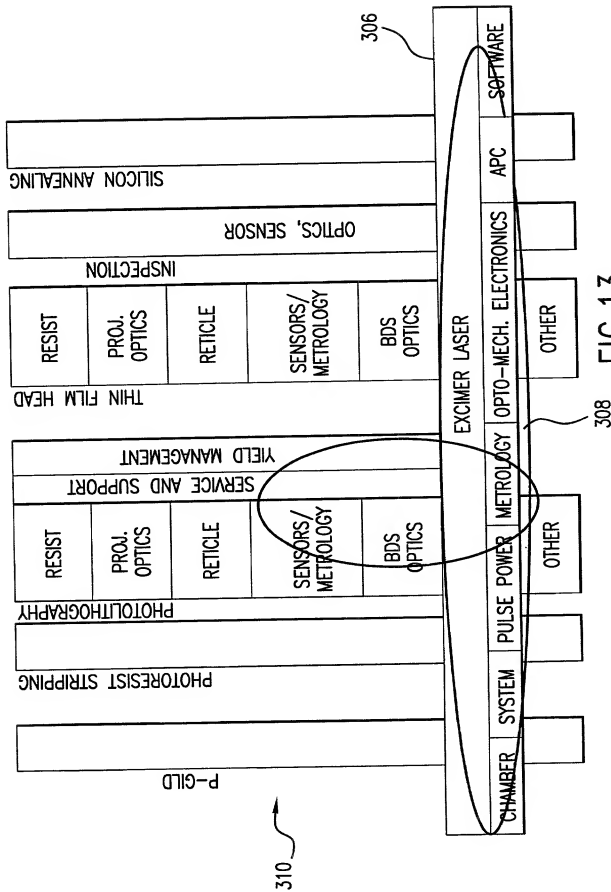 310
P-GILD
PHOTORESIST STRIPPING
PHOTOLITHOGRAPHY
RESIST
PROJ.
OPTICS
RETICLE
SENSORS/
METROLOGY
BDS
OPTICS
OTHER
SERVICE AND SUPPORT
YIELD MANAGEMENT
THIN FILM HEAD
RESIST
PROJ.
OPTICS
RETICLE
SENSORS/
METROLOGY
BDS
OPTICS
OTHER
INSPECTION
OPTICS, SENSOR
SILICON ANNEALING
306
EXCIMER LASER
CHAMBER
SYSTEM
PULSE POWER
METROLOGY
OPTO-MECH.
ELECTRONICS
APC
SOFTWARE
308
FIG.13